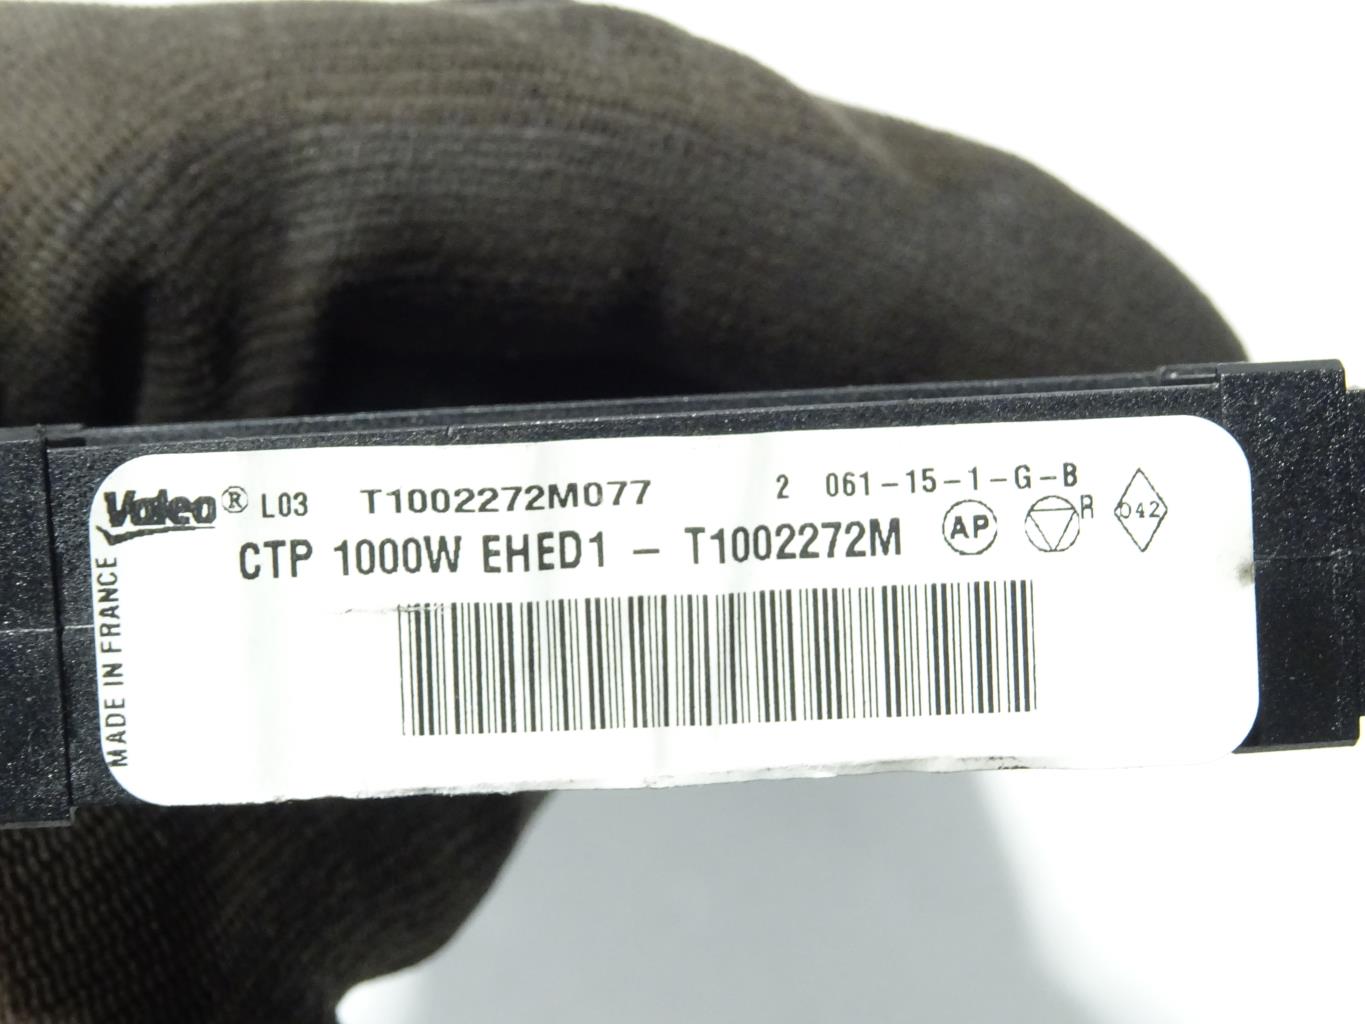 Valeo® L03 T1002272M077 2 061-15-1-G-B
CTP 1000W EHED1 - T1002272M AP R 042
MADE IN FRANCE